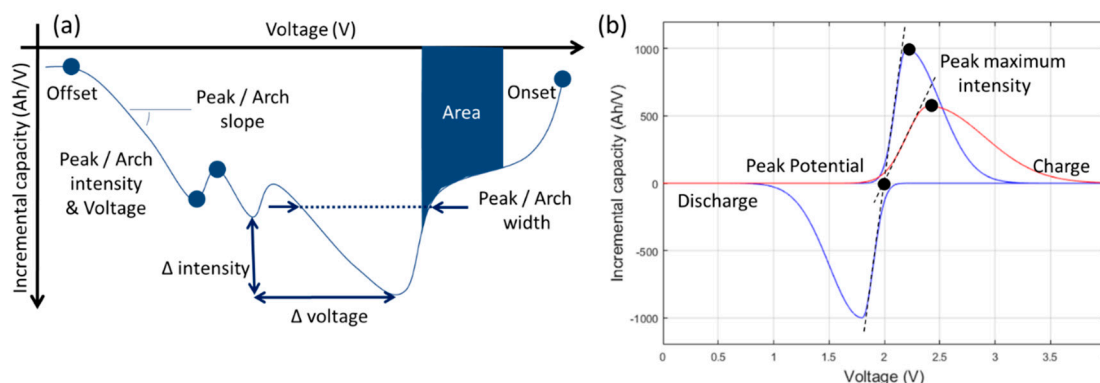 (a)
Voltage (V)
Incremental capacity (Ah/V)
Offset
Peak / Arch
slope
Peak / Arch
intensity
& Voltage
Δ intensity
Δ voltage
Area
Onset
Peak / Arch
width
(b)
Incremental capacity (Ah/V)
1000
500
0
-500
-1000
Peak maximum
intensity
Peak Potential
Charge
Discharge
0
0.5
1
1.5
2
2.5
3
3.5
Voltage (V)